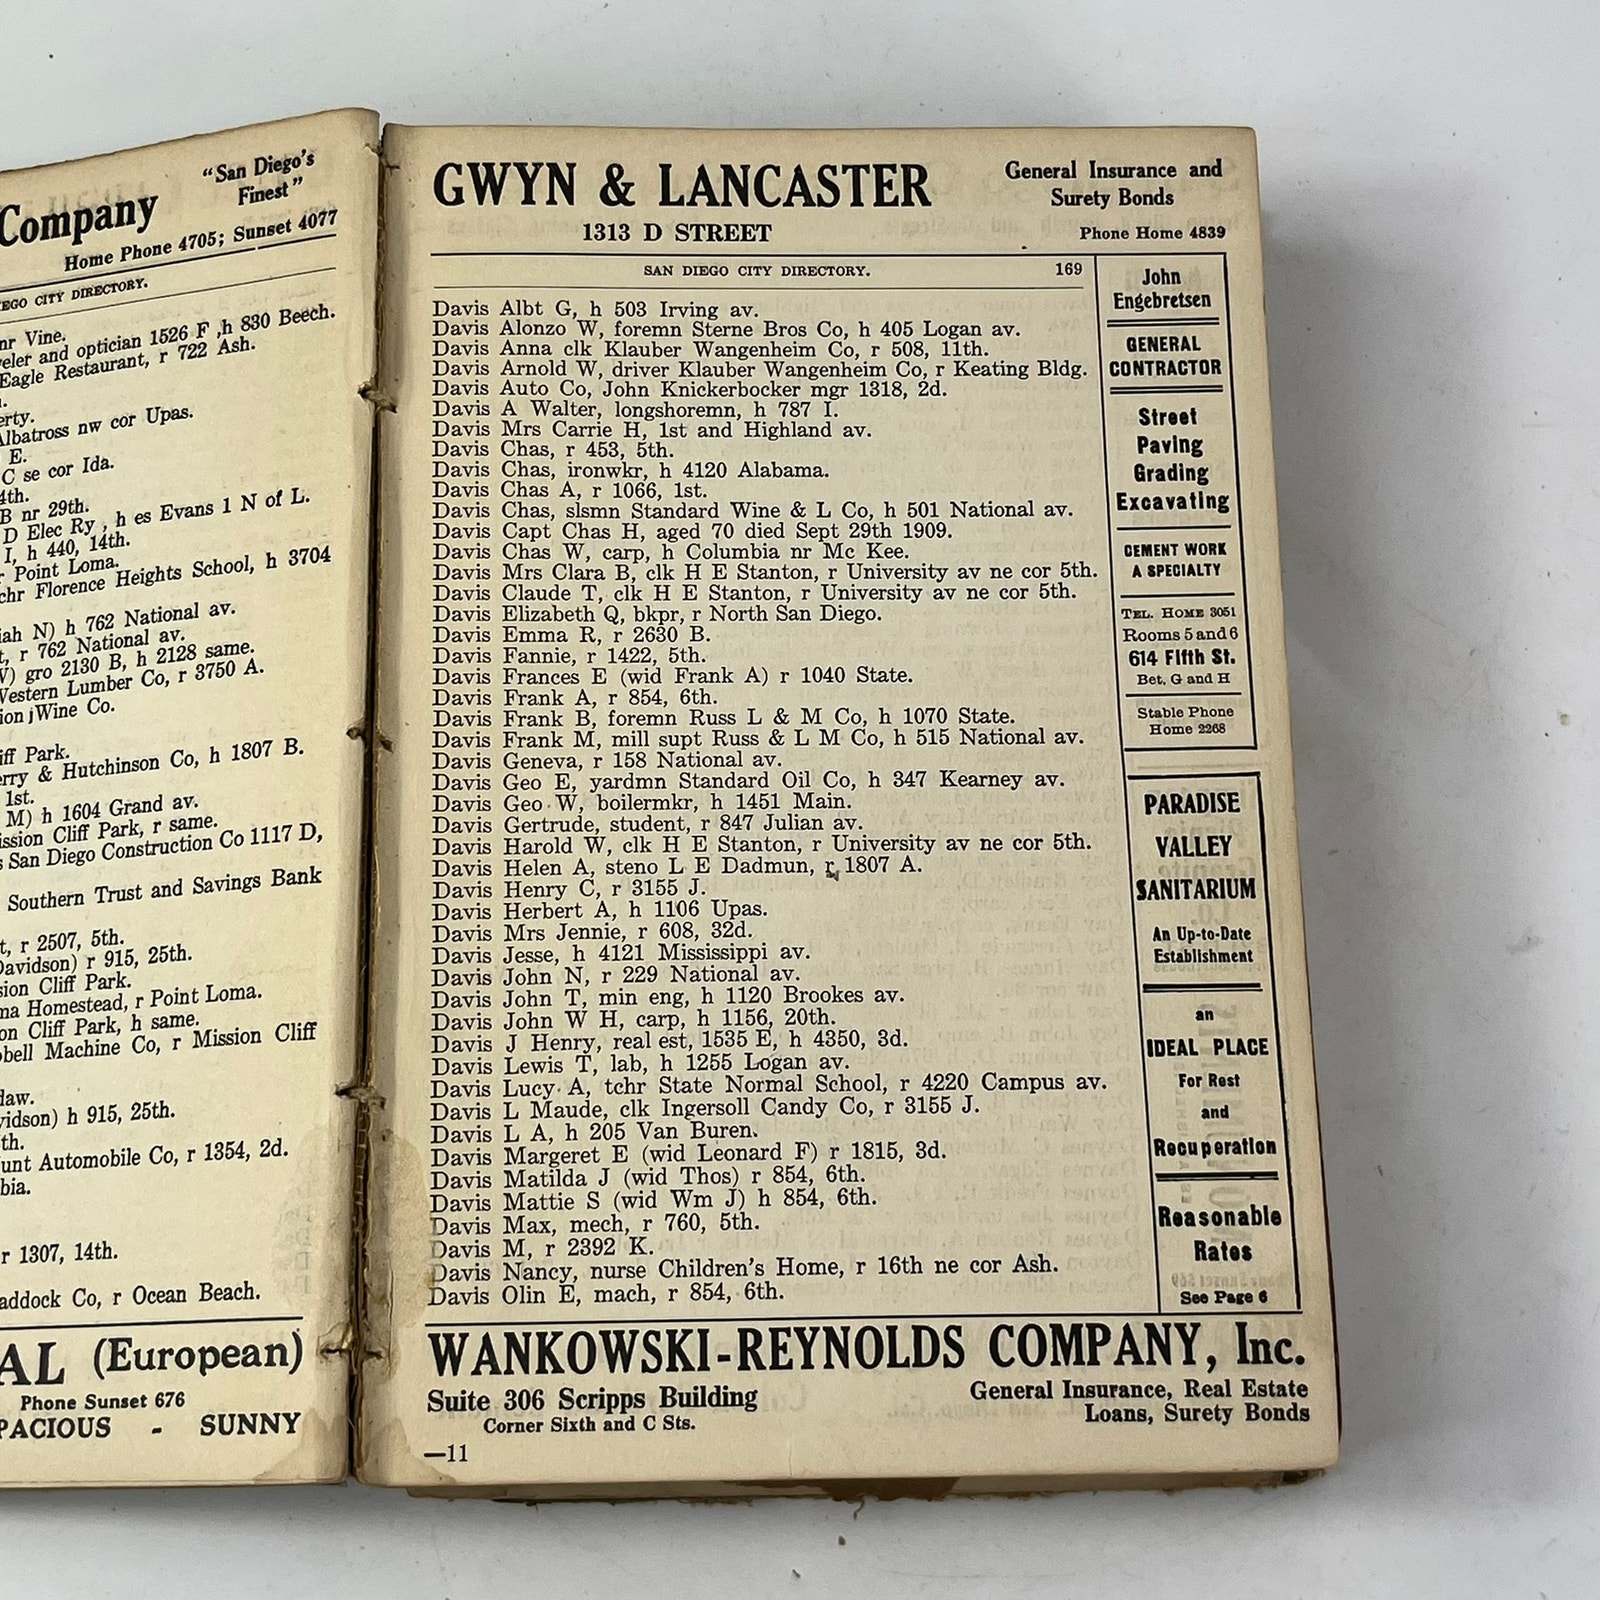 "San Diego's
Finest"
Company
Home Phone 4705; Sunset 4077
EGO CITY DIRECTORY.
nr Vine.
and optician 1526 F ,h 830 Beech.
Eagle Restaurant, r 722 Ash.
erty.
Albatross nw cor Upas.
E.
C se cor Ida.
4th.
B nr 29th.
D Elec Ry , h es Evans 1 N of L.
I, h 440, 14th.
Point Loma.
chr Florence Heights School, h 3704
iah N) h 762 National av.
t, r 762 National av.
W) gro 2130 B, h 2128 same.
Western Lumber Co, r 3750 A.
ion Wine Co.
iff Park.
erry & Hutchinson Co, h 1807 B.
1st.
M) h 1604 Grand av.
ission Cliff Park, r same.
s San Diego Construction Co 1117 D,
Southern Trust and Savings Bank
t, r 2507, 5th.
Davidson) r 915, 25th.
sion Cliff Park.
ma Homestead, r Point Loma.
on Cliff Park, h same.
pbell Machine Co, r Mission Cliff
law.
vidson) h 915, 25th.
th.
unt Automobile Co, r 1354, 2d.
bia.
r 1307, 14th.
addock Co, r Ocean Beach.
AL (European)
Phone Sunset 676
PACIOUS - SUNNY
GWYN & LANCASTER
1313 D STREET
General Insurance and
Surety Bonds
Phone Home 4839
SAN DIEGO CITY DIRECTORY. 169
Davis Albt G, h 503 Irving av.
Davis Alonzo W, foremn Sterne Bros Co, h 405 Logan av.
Davis Anna clk Klauber Wangenheim Co, r 508, 11th.
Davis Arnold W, driver Klauber Wangenheim Co, r Keating Bldg.
Davis Auto Co, John Knickerbocker mgr 1318, 2d.
Davis A Walter, longshoremn, h 787 I.
Davis Mrs Carrie H, 1st and Highland av.
Davis Chas, r 453, 5th.
Davis Chas, ironwkr, h 4120 Alabama.
Davis Chas A, r 1066, 1st.
Davis Chas, slsmn Standard Wine & L Co, h 501 National av.
Davis Capt Chas H, aged 70 died Sept 29th 1909.
Davis Chas W, carp, h Columbia nr Mc Kee.
Davis Mrs Clara B, clk H E Stanton, r University av ne cor 5th.
Davis Claude T, clk H E Stanton, r University av ne cor 5th.
Davis Elizabeth Q, bkpr, r North San Diego.
Davis Emma R, r 2630 B.
Davis Fannie, r 1422, 5th.
Davis Frances E (wid Frank A) r 1040 State.
Davis Frank A, r 854, 6th.
Davis Frank B, foremn Russ L & M Co, h 1070 State.
Davis Frank M, mill supt Russ & L M Co, h 515 National av.
Davis Geneva, r 158 National av.
Davis Geo E, yardmn Standard Oil Co, h 347 Kearney av.
Davis Geo W, boilermkr, h 1451 Main.
Davis Gertrude, student, r 847 Julian av.
Davis Harold W, clk H E Stanton, r University av ne cor 5th.
Davis Helen A, steno L E Dadmun, r 1807 A.
Davis Henry C, r 3155 J.
Davis Herbert A, h 1106 Upas.
Davis Mrs Jennie, r 608, 32d.
Davis Jesse, h 4121 Mississippi av.
Davis John N, r 229 National av.
Davis John T, min eng, h 1120 Brookes av.
Davis John W H, carp, h 1156, 20th.
Davis J Henry, real est, 1535 E, h 4350, 3d.
Davis Lewis T, lab, h 1255 Logan av.
Davis Lucy A, tchr State Normal School, r 4220 Campus av.
Davis L Maude, clk Ingersoll Candy Co, r 3155 J.
Davis L A, h 205 Van Buren.
Davis Margeret E (wid Leonard F) r 1815, 3d.
Davis Matilda J (wid Thos) r 854, 6th.
Davis Mattie S (wid Wm J) h 854, 6th.
Davis Max, mech, r 760, 5th.
Davis M, r 2392 K.
Davis Nancy, nurse Children's Home, r 16th ne cor Ash.
Davis Olin E, mach, r 854, 6th.
John
Engebretsen
GENERAL
CONTRACTOR
Street
Paving
Grading
Excavating
CEMENT WORK
A SPECIALTY
TEL. HOME 3051
Rooms 5 and 6
614 Fifth St.
Bet. G and H
Stable Phone
Home 2268
PARADISE
VALLEY
SANITARIUM
An Up-to-Date
Establishment
an
IDEAL PLACE
For Rest
and
Recuperation
Reasonable
Rates
See Page 6
WANKOWSKI-REYNOLDS COMPANY, Inc.
Suite 306 Scripps Building
Corner Sixth and C Sts.
General Insurance, Real Estate
Loans, Surety Bonds
—11